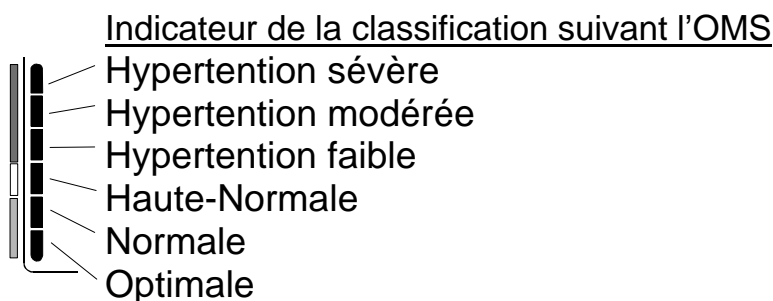 Indicateur de la classification suivant l’OMS
Hypertention sévère
Hypertention modérée
Hypertention faible
Haute-Normale
Normale
Optimale